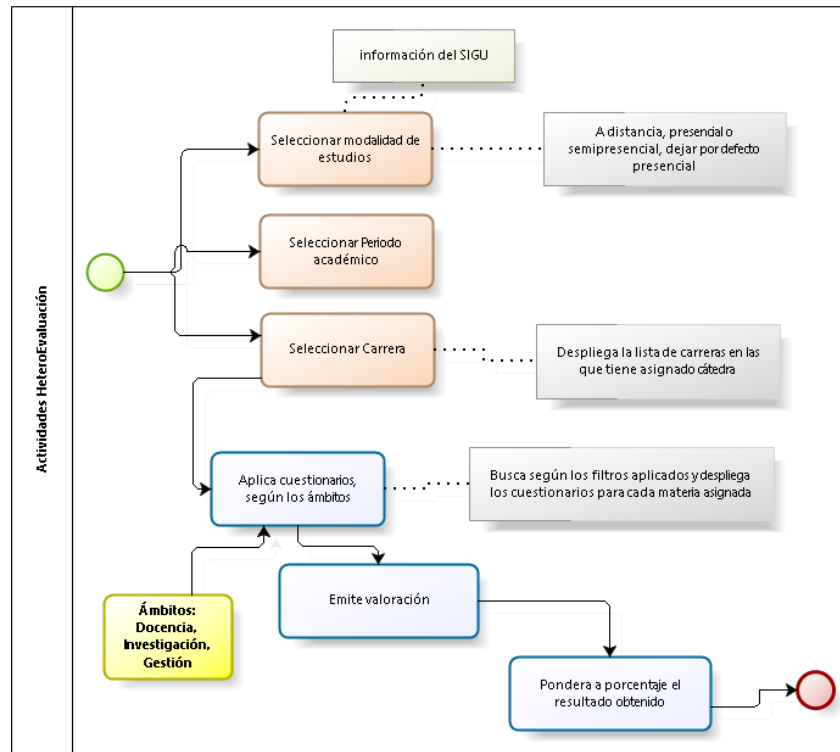 Actividades HeteroEvaluación
información del SIGU
Seleccionar modalidad de
estudios
A distancia, presencial o
semipresencial, dejar por defecto
presencial
Seleccionar Periodo
académico
Seleccionar Carrera
Despliega la lista de carreras en las
que tiene asignado cátedra
Aplica cuestionarios,
según los ámbitos
Busca según los filtros aplicados y despliega
los cuestionarios para cada materia asignada
Ámbitos:
Docencia,
Investigación,
Gestión
Emite valoración
Pondera a porcentaje el
resultado obtenido